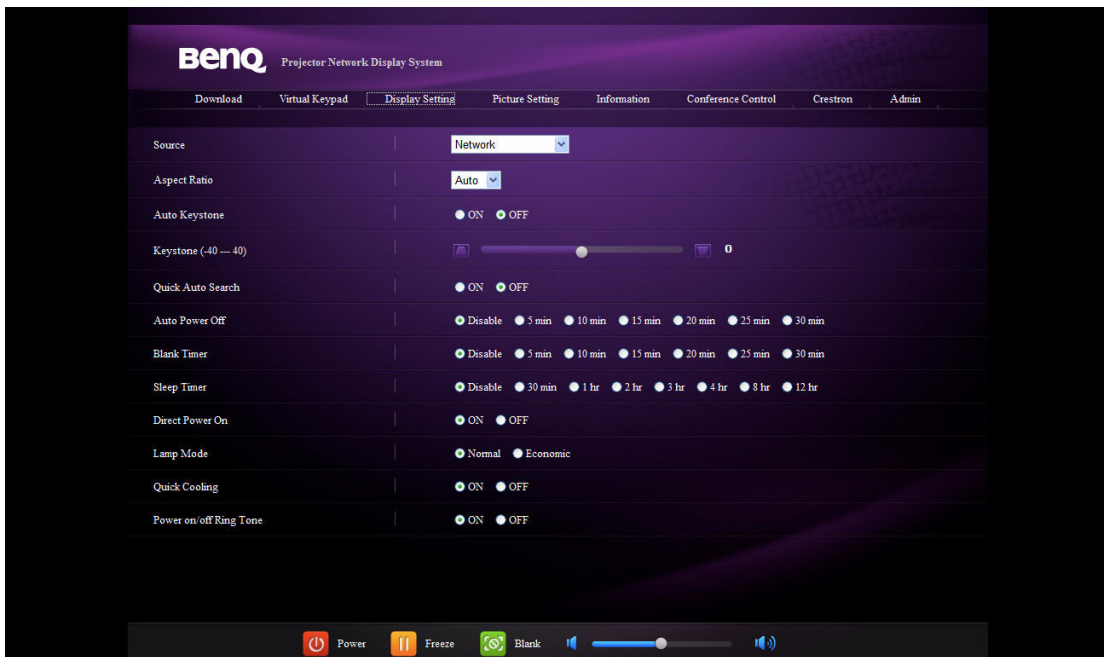 BenQ Projector Network Display System
Download Virtual Keypad Display Setting Picture Setting Information Conference Control Crestron Admin
Source Network
Aspect Ratio Auto
Auto Keystone ON OFF
Keystone (-40 --- 40) 0
Quick Auto Search ON OFF
Auto Power Off Disable 5 min 10 min 15 min 20 min 25 min 30 min
Blank Timer Disable 5 min 10 min 15 min 20 min 25 min 30 min
Sleep Timer Disable 30 min 1 hr 2 hr 3 hr 4 hr 8 hr 12 hr
Direct Power On ON OFF
Lamp Mode Normal Economic
Quick Cooling ON OFF
Power on/off Ring Tone ON OFF
Power Freeze Blank